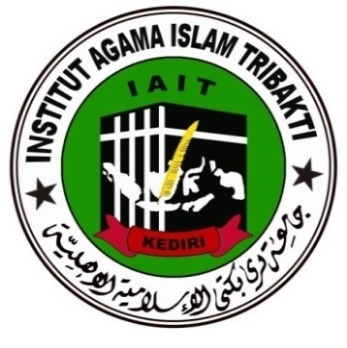 INSTITUT AGAMA ISLAM TRIBAKTI
IAIT
KEDIRI
جامعة تري بكتي الإسلامية الأهلية